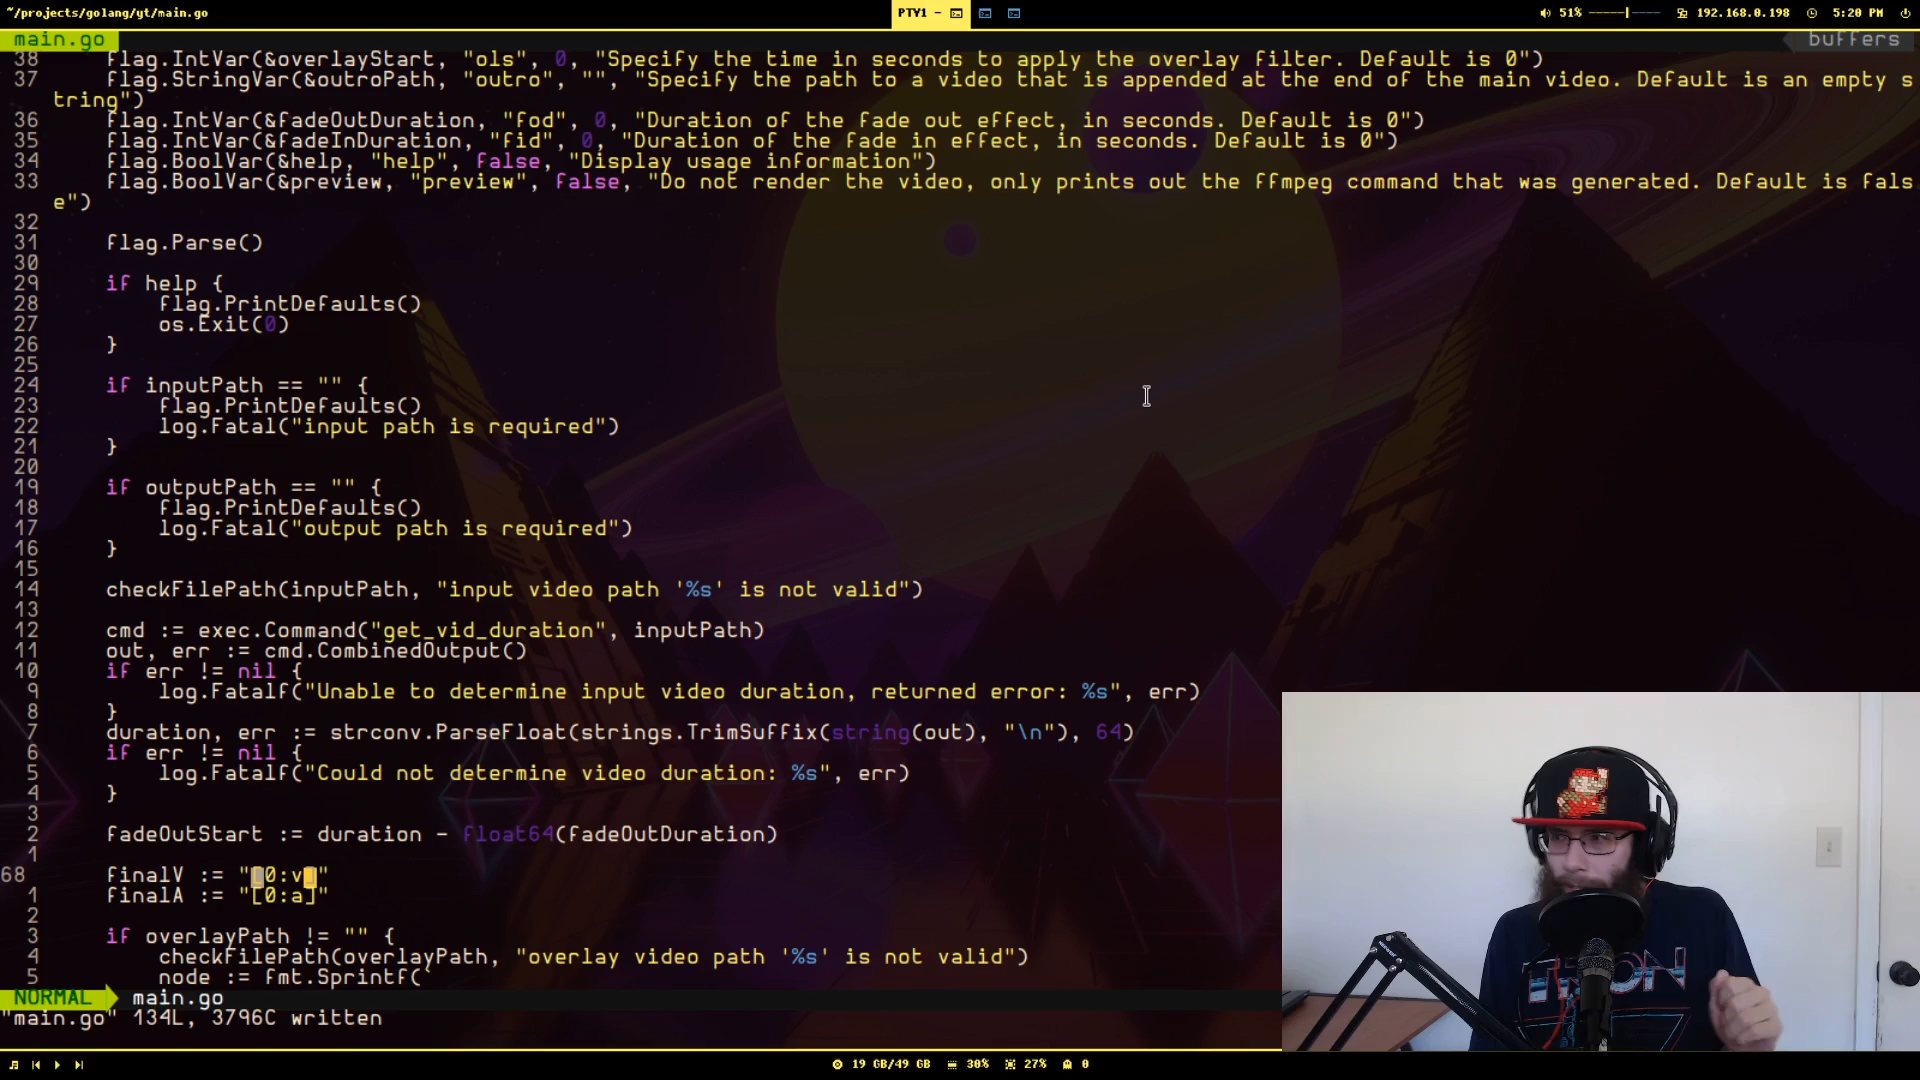 ~/projects/golang/yt/main.go
PTY1 -
51%
192.168.0.198
5:20 PM
main.go
buffers
38 flag.IntVar(&overlayStart, "ols", 0, "Specify the time in seconds to apply the overlay filter. Default is 0")
37 flag.StringVar(&outroPath, "outro", "", "Specify the path to a video that is appended at the end of the main video. Default is an empty s
tring")
36 flag.IntVar(&fadeOutDuration, "fod", 0, "Duration of the fade out effect, in seconds. Default is 0")
35 flag.IntVar(&fadeInDuration, "fid", 0, "Duration of the fade in effect, in seconds. Default is 0")
34 flag.BoolVar(&help, "help", false, "Display usage information")
33 flag.BoolVar(&preview, "preview", false, "Do not render the video, only prints out the ffmpeg command that was generated. Default is fals
e")
32
31 flag.Parse()
30
29 if help {
28 flag.PrintDefaults()
27 os.Exit(0)
26 }
25
24 if inputPath == "" {
23 flag.PrintDefaults()
22 log.Fatal("input path is required")
21 }
20
19 if outputPath == "" {
18 flag.PrintDefaults()
17 log.Fatal("output path is required")
16 }
15
14 checkFilePath(inputPath, "input video path '%s' is not valid")
13
12 cmd := exec.Command("get_vid_duration", inputPath)
11 out, err := cmd.CombinedOutput()
10 if err != nil {
9 log.Fatalf("Unable to determine input video duration, returned error: %s", err)
8 }
7 duration, err := strconv.ParseFloat(strings.TrimSuffix(string(out), "\n"), 64)
6 if err != nil {
5 log.Fatalf("Could not determine video duration: %s", err)
4 }
3
2 fadeOutStart := duration - float64(fadeOutDuration)
1
68 finalV := "[0:v]"
1 finalA := "[0:a]"
2
3 if overlayPath != "" {
4 checkFilePath(overlayPath, "overlay video path '%s' is not valid")
5 node := fmt.Sprintf(`
NORMAL main.go
"main.go" 134L, 3796C written
TRON
19 GB/49 GB
30%
27%
0